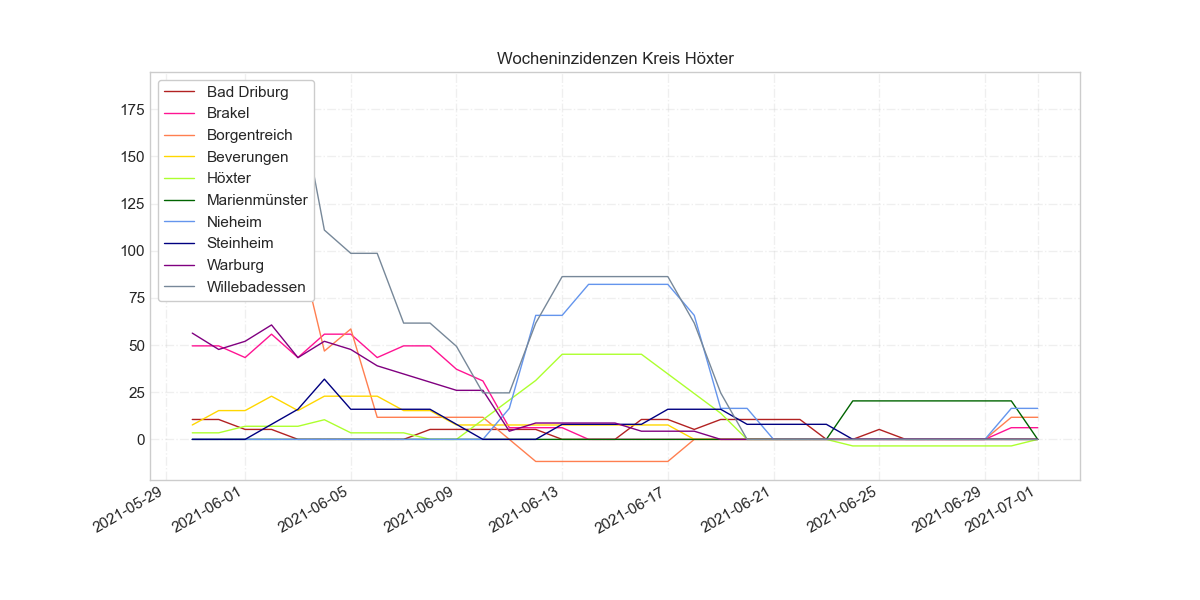 Wocheninzidenzen Kreis Höxter
Bad Driburg
Brakel
Borgentreich
Beverungen
Höxter
Marienmünster
Nieheim
Steinheim
Warburg
Willebadessen
175
150
125
100
75
50
25
0
2021-05-29
2021-06-01
2021-06-05
2021-06-09
2021-06-13
2021-06-17
2021-06-21
2021-06-25
2021-06-29
2021-07-01